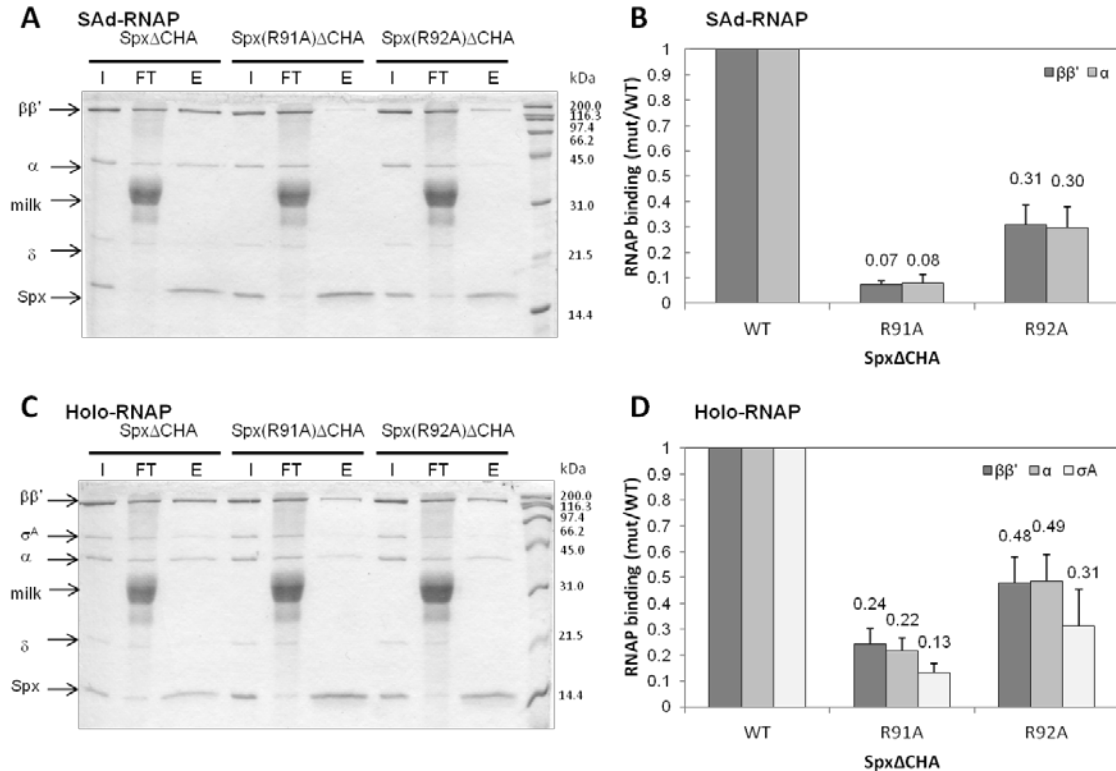 A
SAd-RNAP
SpxΔCHA Spx(R91A)ΔCHA Spx(R92A)ΔCHA
I FT E I FT E I FT E
kDa
ββ'
α
milk
δ
Spx
200.0
116.3
97.4
66.2
45.0
31.0
21.5
14.4
B
SAd-RNAP
RNAP binding (mut/WT)
1
0.9
0.8
0.7
0.6
0.5
0.4
0.3
0.2
0.1
0
ββ' α
0.07 0.08
0.31 0.30
WT R91A R92A
SpxΔCHA
C
Holo-RNAP
SpxΔCHA Spx(R91A)ΔCHA Spx(R92A)ΔCHA
I FT E I FT E I FT E
kDa
ββ'
σA
α
milk
δ
Spx
200.0
116.3
97.4
66.2
45.0
31.0
21.5
14.4
D
Holo-RNAP
RNAP binding (mut/WT)
1
0.9
0.8
0.7
0.6
0.5
0.4
0.3
0.2
0.1
0
ββ' α σA
0.24 0.22 0.13
0.48 0.49 0.31
WT R91A R92A
SpxΔCHA